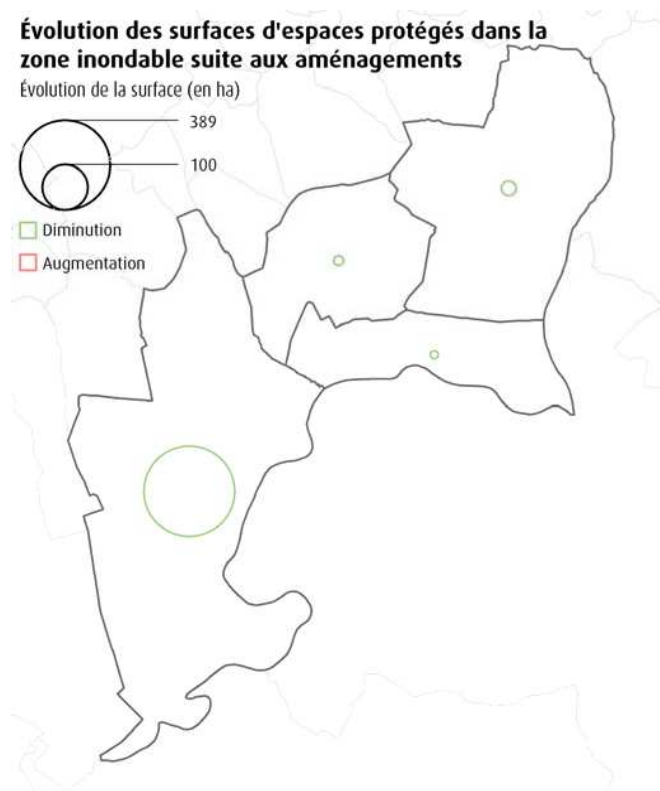 Évolution des surfaces d'espaces protégés dans la
zone inondable suite aux aménagements
Évolution de la surface (en ha)
389
100
Diminution
Augmentation